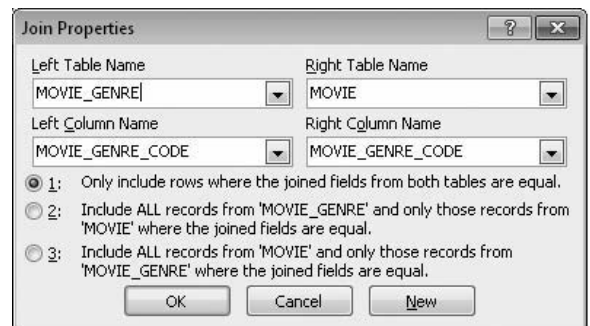 Join Properties
Left Table Name
Right Table Name
MOVIE_GENRE
MOVIE
Left Column Name
Right Column Name
MOVIE_GENRE_CODE
MOVIE_GENRE_CODE
1: Only include rows where the joined fields from both tables are equal.
2: Include ALL records from 'MOVIE_GENRE' and only those records from
'MOVIE' where the joined fields are equal.
3: Include ALL records from 'MOVIE' and only those records from
'MOVIE_GENRE' where the joined fields are equal.
OK
Cancel
New